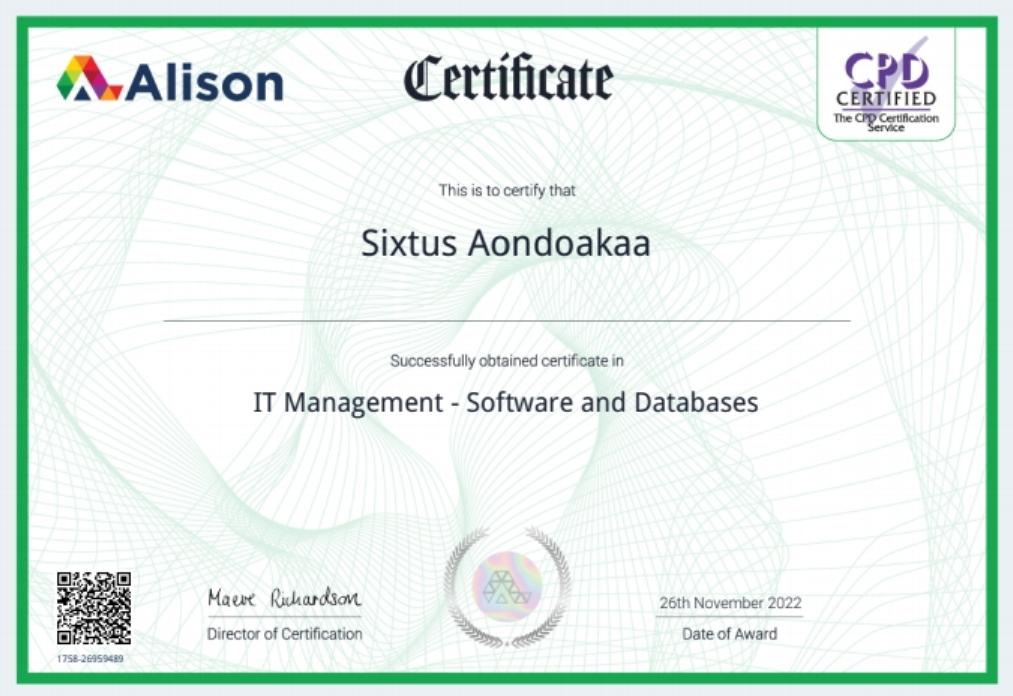 Alison
Certificate
CPD
CERTIFIED
The CPD Certification
Service
This is to certify that
Sixtus Aondoakaa
Successfully obtained certificate in
IT Management - Software and Databases
Maeve Richardson
Director of Certification
26th November 2022
Date of Award
1758-26959489